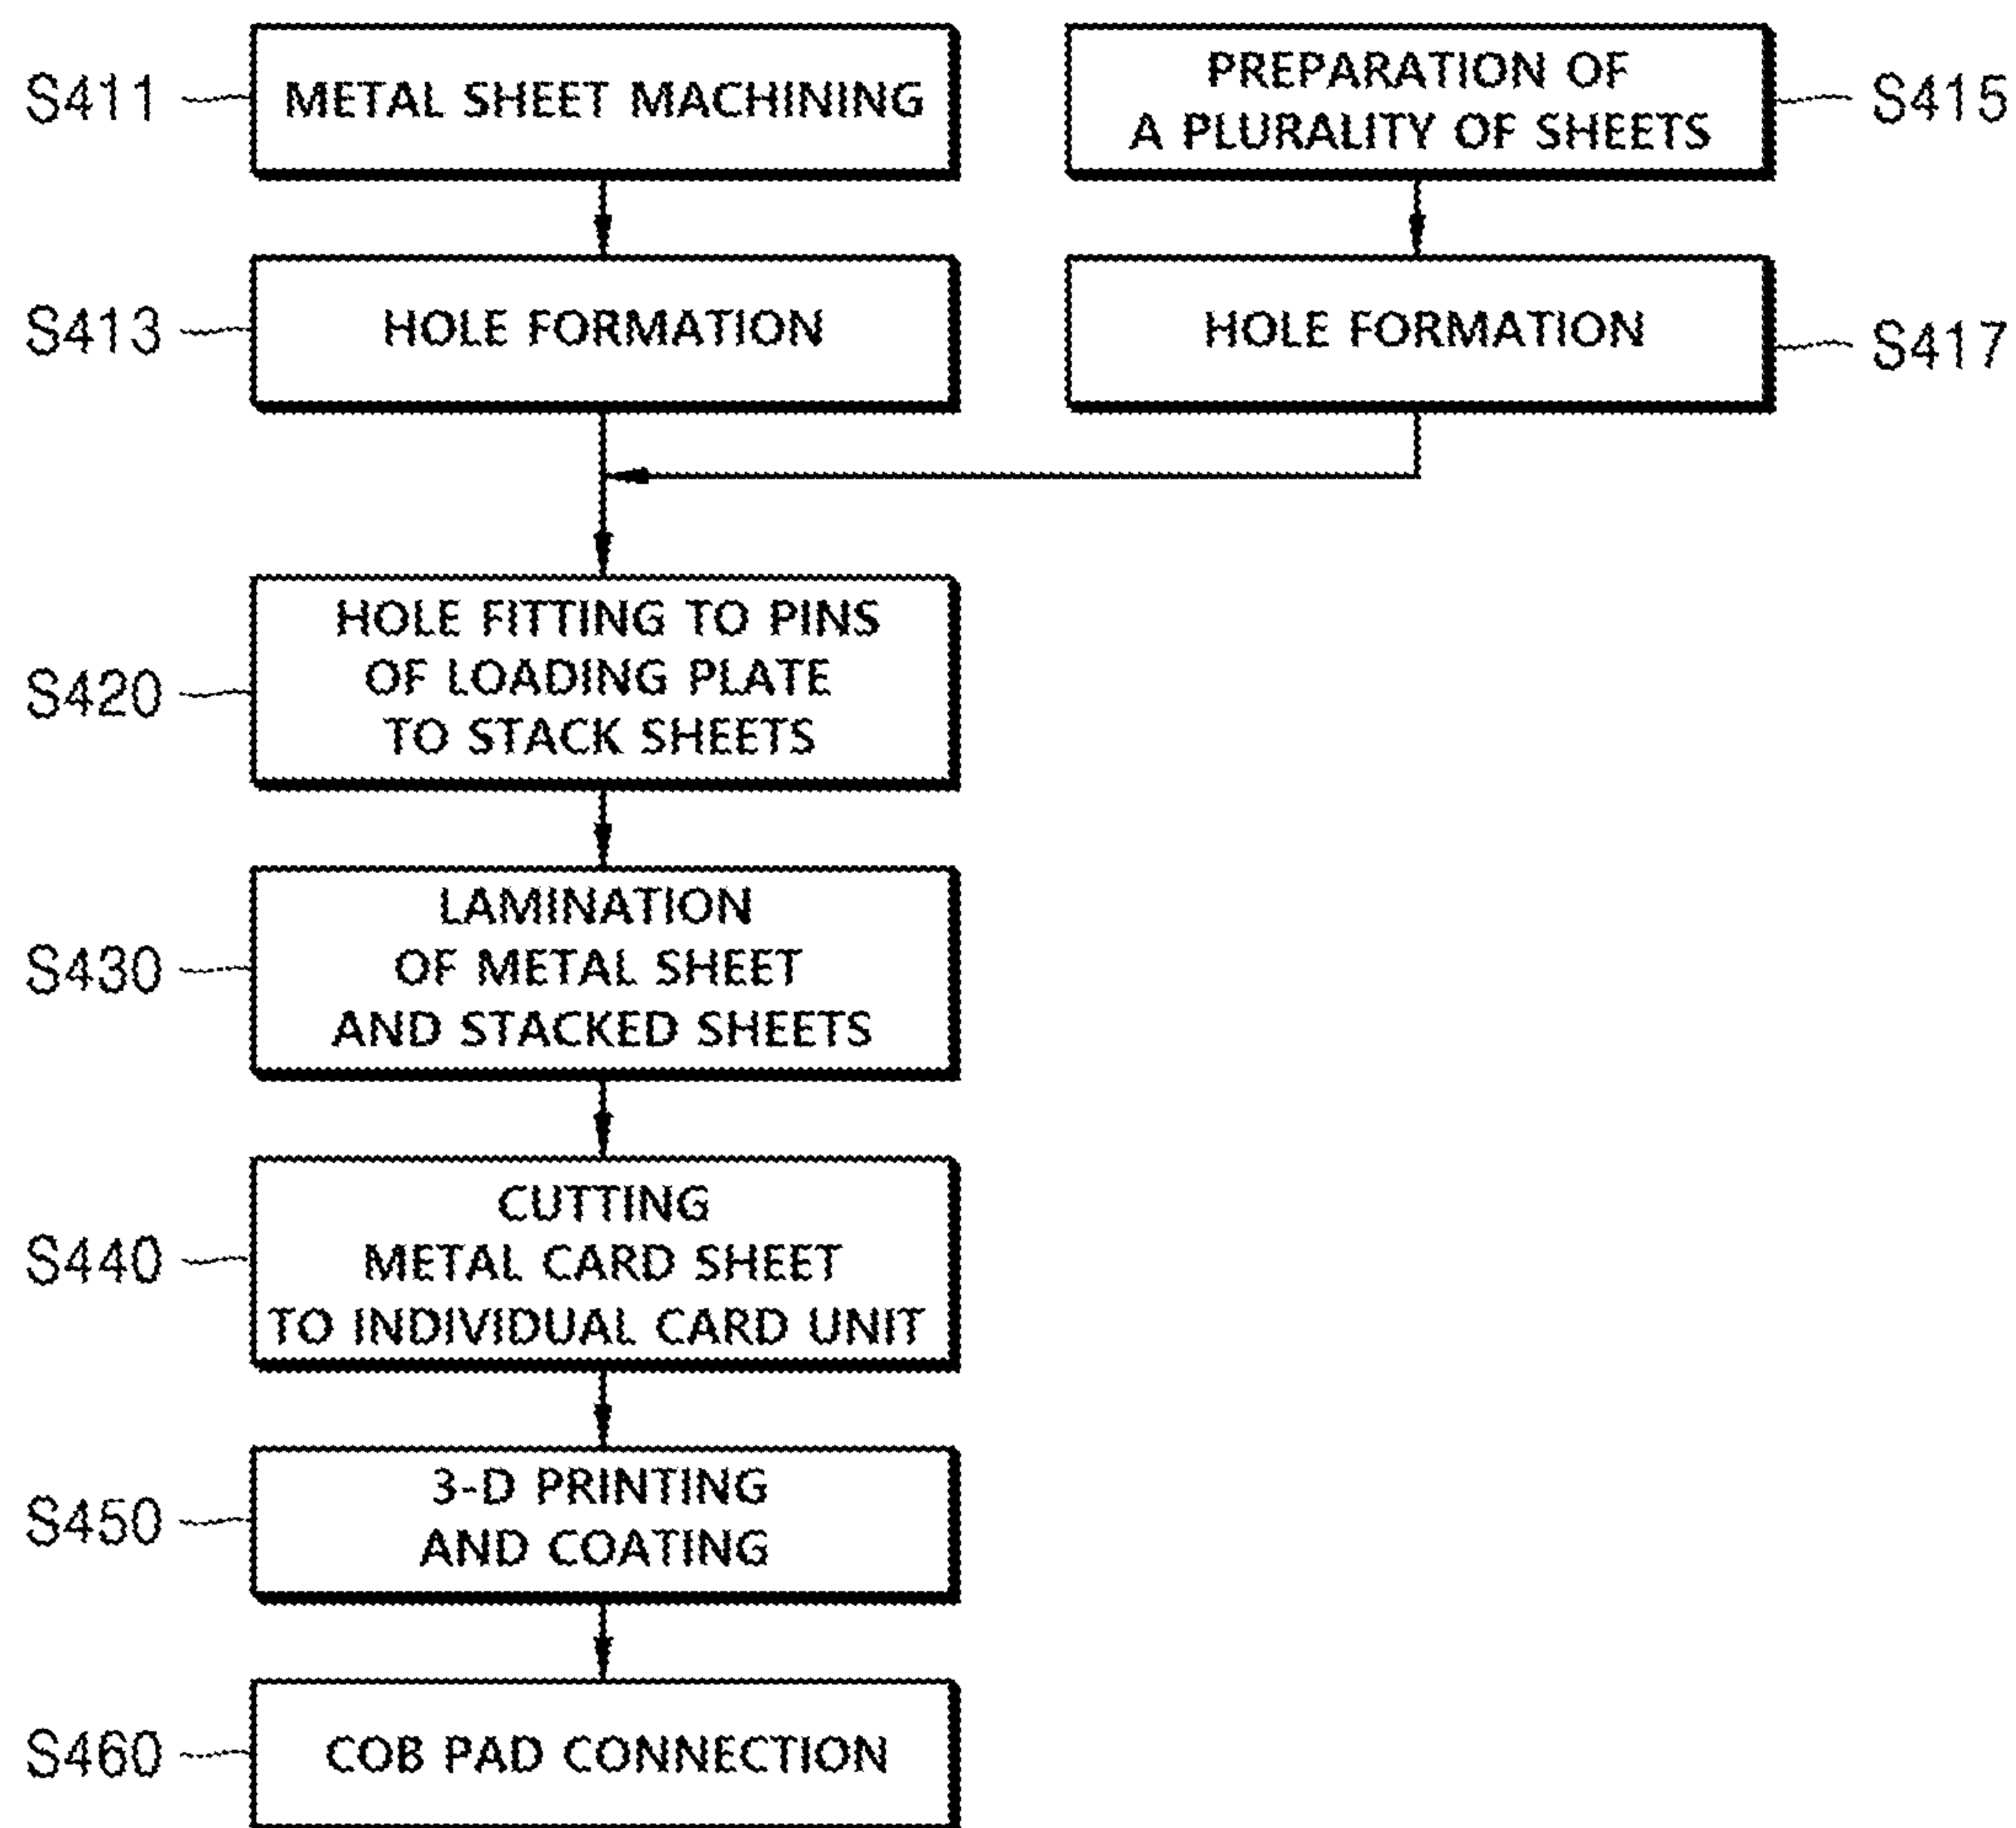 S411
METAL SHEET MACHINING
PREPARATION OF
A PLURALITY OF SHEETS
S415
S413
HOLE FORMATION
HOLE FORMATION
S417
S420
HOLE FITTING TO PINS
OF LOADING PLATE
TO STACK SHEETS
S430
LAMINATION
OF METAL SHEET
AND STACKED SHEETS
S440
CUTTING
METAL CARD SHEET
TO INDIVIDUAL CARD UNIT
S450
3-D PRINTING
AND COATING
S460
COB PAD CONNECTION